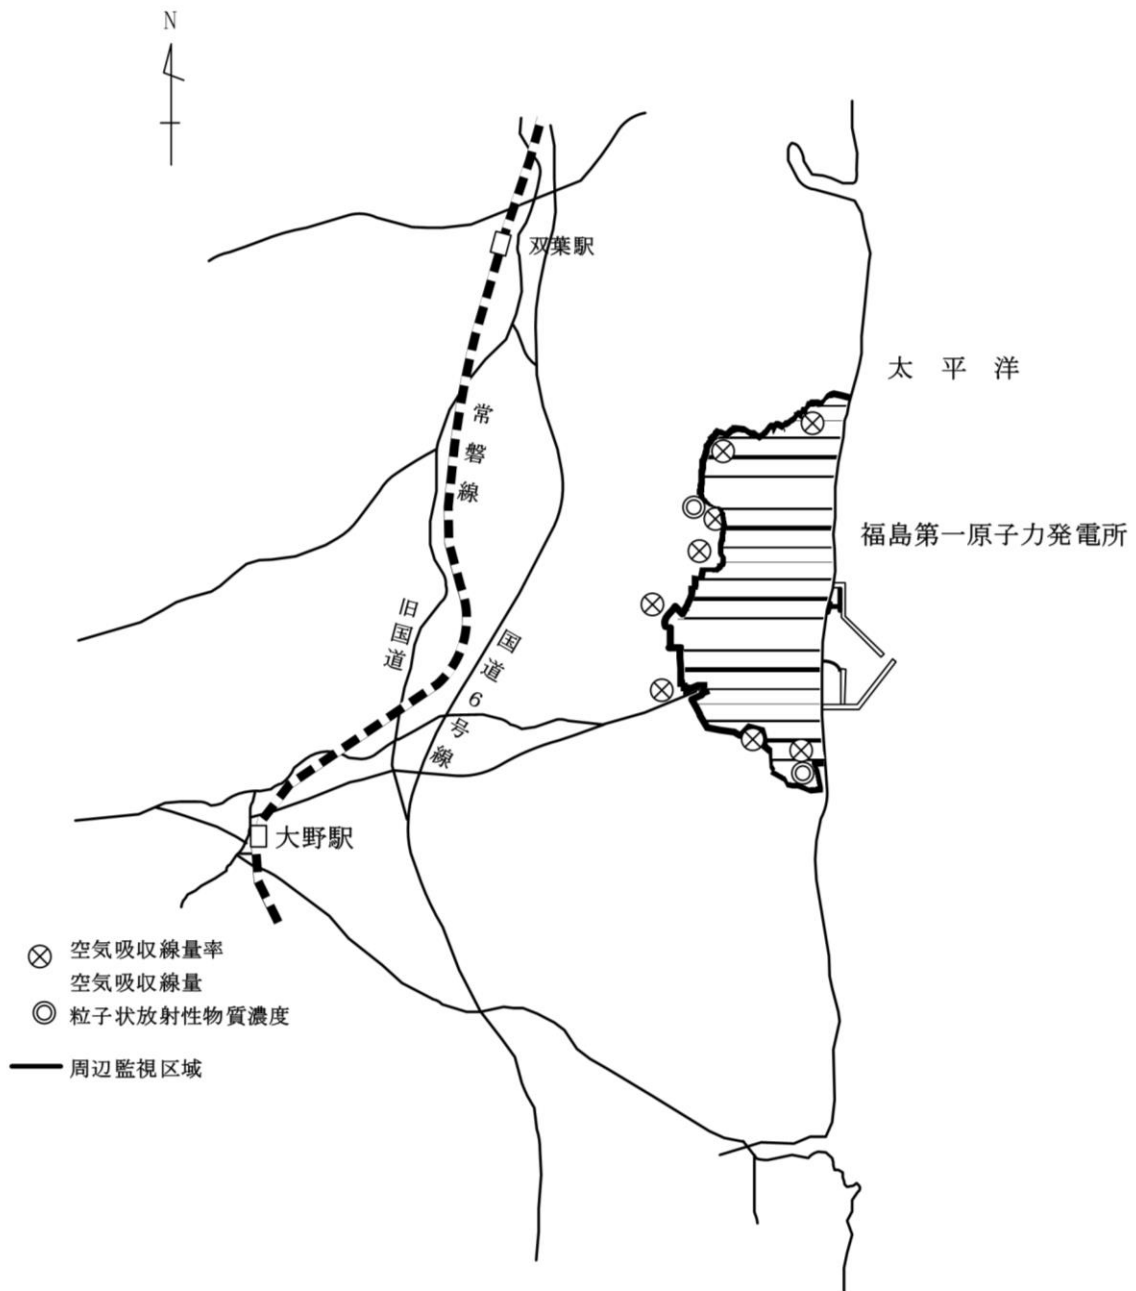 N
双葉駅
太平洋
常磐線
福島第一原子力発電所
旧国道
国道6号線
大野駅
空気吸収線量率
空気吸収線量
粒子状放射性物質濃度
周辺監視区域